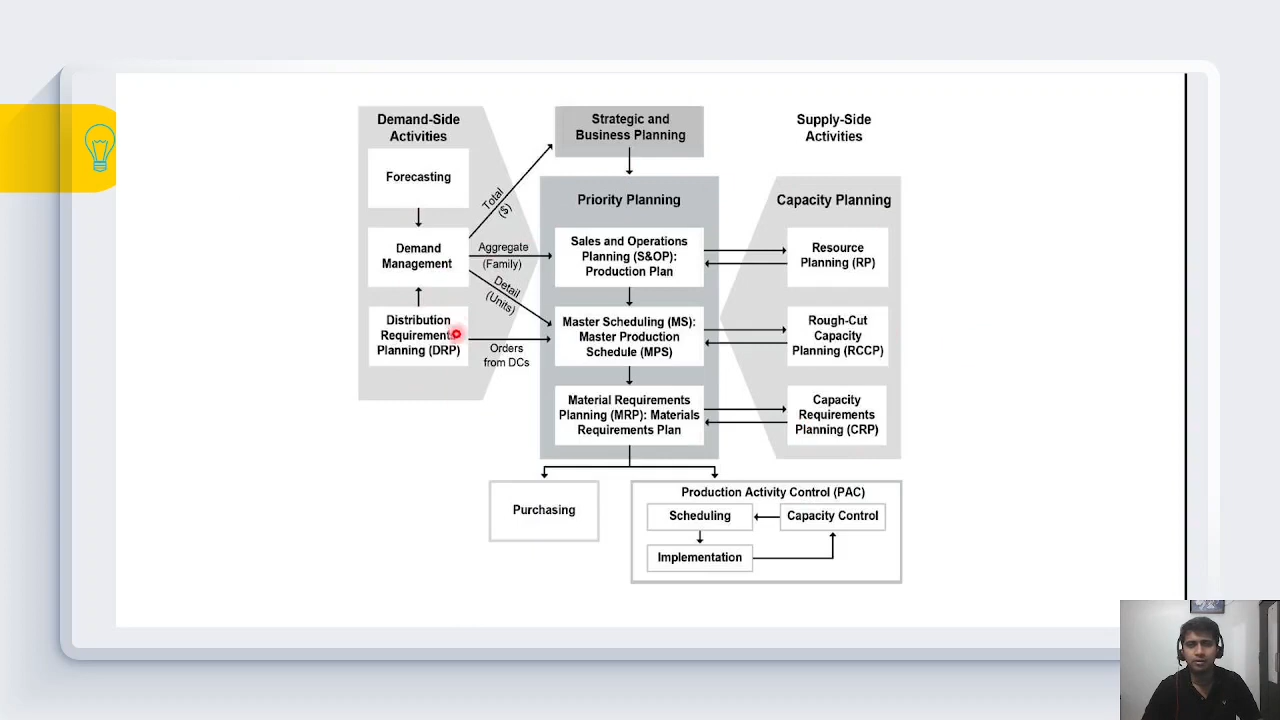 Demand-Side
Activities
Forecasting
Demand
Management
Distribution
Requirements
Planning (DRP)
Total
($)
Aggregate
(Family)
Detail
(Units)
Orders
from DCs
Strategic and
Business Planning
Priority Planning
Sales and Operations
Planning (S&OP):
Production Plan
Master Scheduling (MS):
Master Production
Schedule (MPS)
Material Requirements
Planning (MRP): Materials
Requirements Plan
Supply-Side
Activities
Capacity Planning
Resource
Planning (RP)
Rough-Cut
Capacity
Planning (RCCP)
Capacity
Requirements
Planning (CRP)
Purchasing
Production Activity Control (PAC)
Scheduling
Capacity Control
Implementation